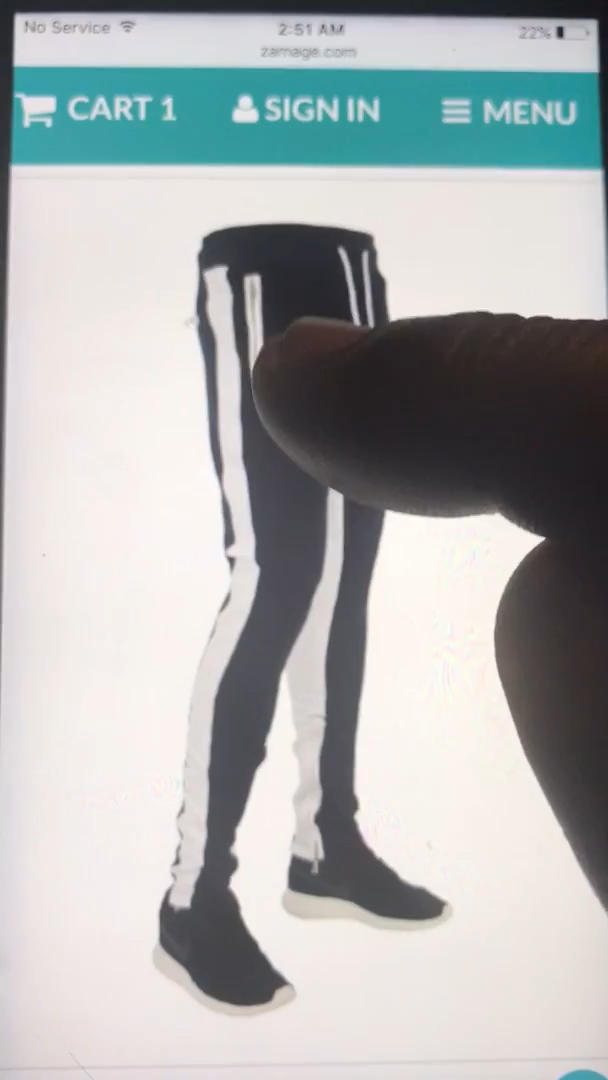 No Service
2:51 AM
22%
zamage.com
CART 1
SIGN IN
MENU